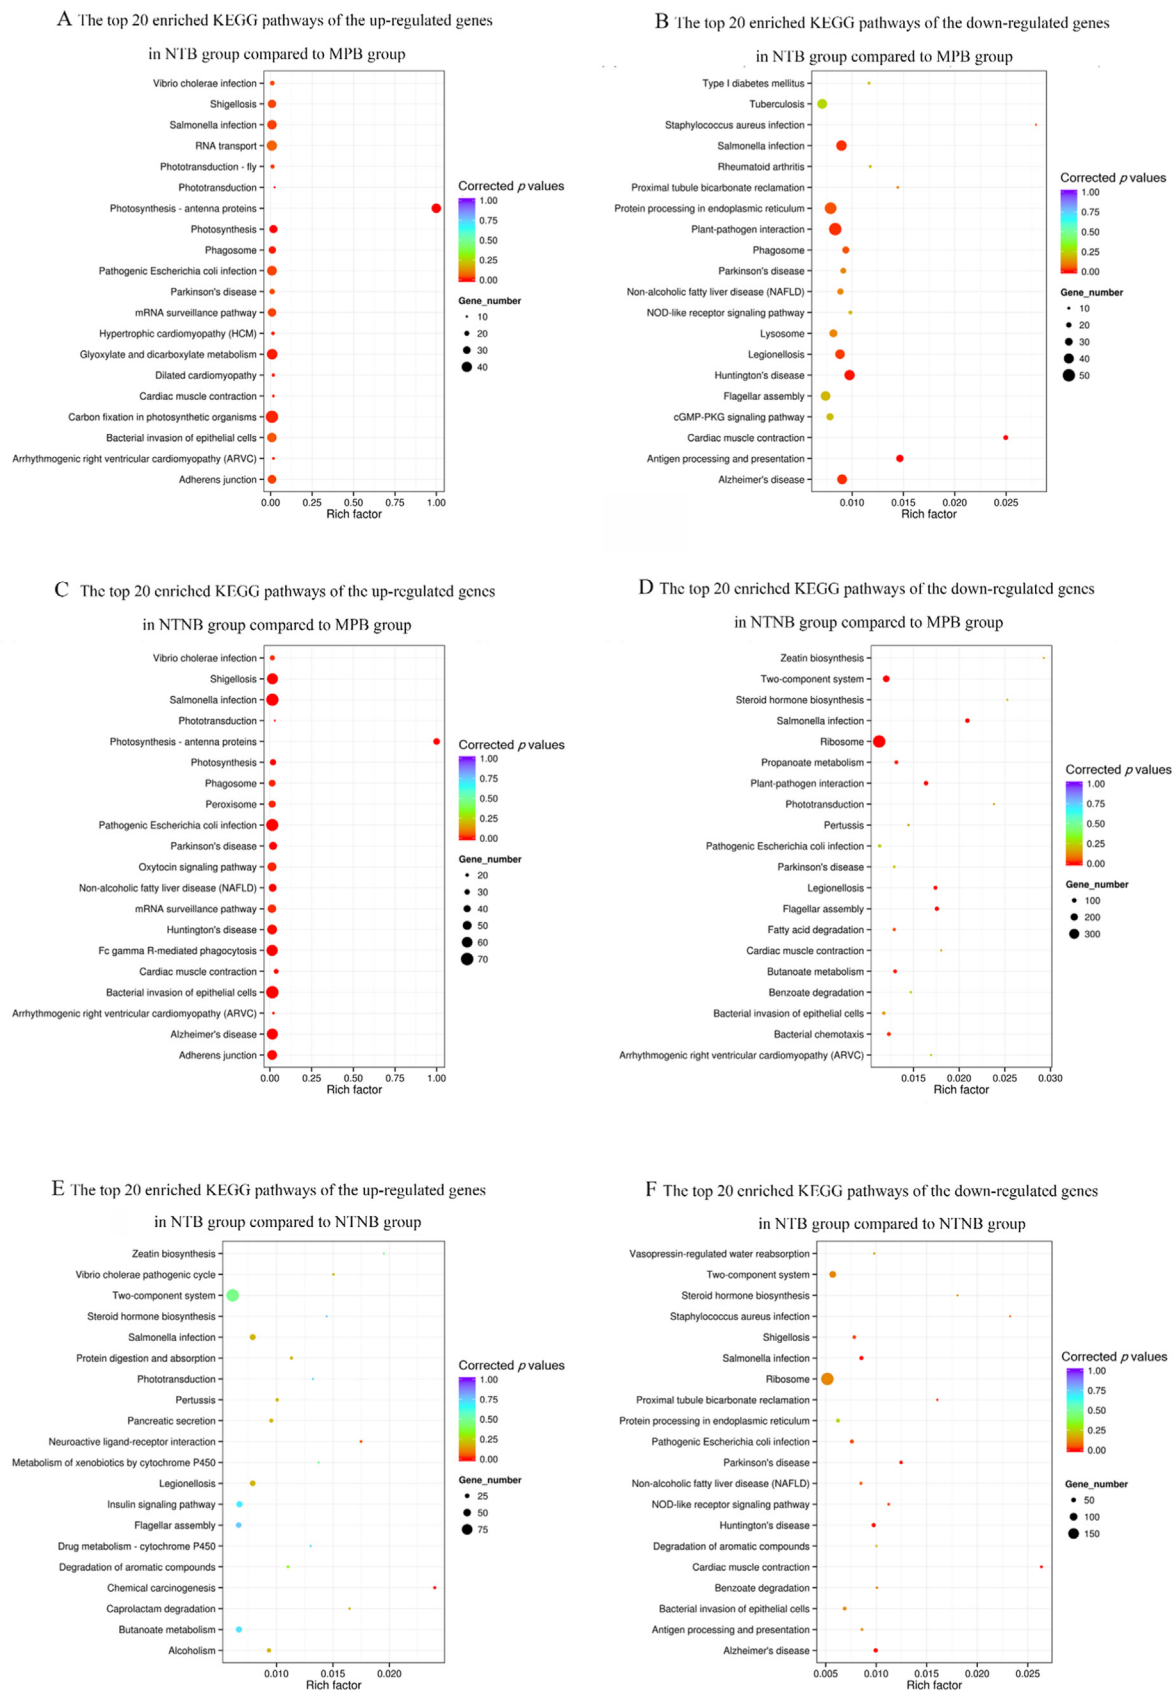 A The top 20 enriched KEGG pathways of the up-regulated genes
in NTB group compared to MPB group
Vibrio cholerae infection
Shigellosis
Salmonella infection
RNA transport
Phototransduction - fly
Phototransduction
Photosynthesis - antenna proteins
Photosynthesis
Phagosome
Pathogenic Escherichia coli infection
Parkinson's disease
mRNA surveillance pathway
Hypertrophic cardiomyopathy (HCM)
Glyoxylate and dicarboxylate metabolism
Dilated cardiomyopathy
Cardiac muscle contraction
Carbon fixation in photosynthetic organisms
Bacterial invasion of epithelial cells
Arrhythmogenic right ventricular cardiomyopathy (ARVC)
Adherens junction
0.00 0.25 0.50 0.75 1.00
Rich factor
Corrected p values
1.00
0.75
0.50
0.25
0.00
Gene_number
10
20
30
40
B The top 20 enriched KEGG pathways of the down-regulated genes
in NTB group compared to MPB group
Type I diabetes mellitus
Tuberculosis
Staphylococcus aureus infection
Salmonella infection
Rheumatoid arthritis
Proximal tubule bicarbonate reclamation
Protein processing in endoplasmic reticulum
Plant-pathogen interaction
Phagosome
Parkinson's disease
Non-alcoholic fatty liver disease (NAFLD)
NOD-like receptor signaling pathway
Lysosome
Legionellosis
Huntington's disease
Flagellar assembly
cGMP-PKG signaling pathway
Cardiac muscle contraction
Antigen processing and presentation
Alzheimer's disease
0.010 0.015 0.020 0.025
Rich factor
Corrected p values
1.00
0.75
0.50
0.25
0.00
Gene_number
10
20
30
40
50
C The top 20 enriched KEGG pathways of the up-regulated genes
in NTNB group compared to MPB group
Vibrio cholerae infection
Shigellosis
Salmonella infection
Phototransduction
Photosynthesis - antenna proteins
Photosynthesis
Phagosome
Peroxisome
Pathogenic Escherichia coli infection
Parkinson's disease
Oxytocin signaling pathway
Non-alcoholic fatty liver disease (NAFLD)
mRNA surveillance pathway
Huntington's disease
Fc gamma R-mediated phagocytosis
Cardiac muscle contraction
Bacterial invasion of epithelial cells
Arrhythmogenic right ventricular cardiomyopathy (ARVC)
Alzheimer's disease
Adherens junction
0.00 0.25 0.50 0.75 1.00
Rich factor
Corrected p values
1.00
0.75
0.50
0.25
0.00
Gene_number
20
30
40
50
60
70
D The top 20 enriched KEGG pathways of the down-regulated genes
in NTNB group compared to MPB group
Zeatin biosynthesis
Two-component system
Steroid hormone biosynthesis
Salmonella infection
Ribosome
Propanoate metabolism
Plant-pathogen interaction
Phototransduction
Pertussis
Pathogenic Escherichia coli infection
Parkinson's disease
Legionellosis
Flagellar assembly
Fatty acid degradation
Cardiac muscle contraction
Butanoate metabolism
Benzoate degradation
Bacterial invasion of epithelial cells
Bacterial chemotaxis
Arrhythmogenic right ventricular cardiomyopathy (ARVC)
0.015 0.020 0.025 0.030
Rich factor
Corrected p values
1.00
0.75
0.50
0.25
0.00
Gene_number
100
200
300
E The top 20 enriched KEGG pathways of the up-regulated genes
in NTB group compared to NTNB group
Zeatin biosynthesis
Vibrio cholerae pathogenic cycle
Two-component system
Steroid hormone biosynthesis
Salmonella infection
Protein digestion and absorption
Phototransduction
Pertussis
Pancreatic secretion
Neuroactive ligand-receptor interaction
Metabolism of xenobiotics by cytochrome P450
Legionellosis
Insulin signaling pathway
Flagellar assembly
Drug metabolism - cytochrome P450
Degradation of aromatic compounds
Chemical carcinogenesis
Caprolactam degradation
Butanoate metabolism
Alcoholism
0.010 0.015 0.020
Rich factor
Corrected p values
1.00
0.75
0.50
0.25
0.00
Gene_number
25
50
75
F The top 20 enriched KEGG pathways of the down-regulated genes
in NTB group compared to NTNB group
Vasopressin-regulated water reabsorption
Two-component system
Steroid hormone biosynthesis
Staphylococcus aureus infection
Shigellosis
Salmonella infection
Ribosome
Proximal tubule bicarbonate reclamation
Protein processing in endoplasmic reticulum
Pathogenic Escherichia coli infection
Parkinson's disease
Non-alcoholic fatty liver disease (NAFLD)
NOD-like receptor signaling pathway
Huntington's disease
Degradation of aromatic compounds
Cardiac muscle contraction
Benzoate degradation
Bacterial invasion of epithelial cells
Antigen processing and presentation
Alzheimer's disease
0.005 0.010 0.015 0.020 0.025
Rich factor
Corrected p values
1.00
0.75
0.50
0.25
0.00
Gene_number
50
100
150